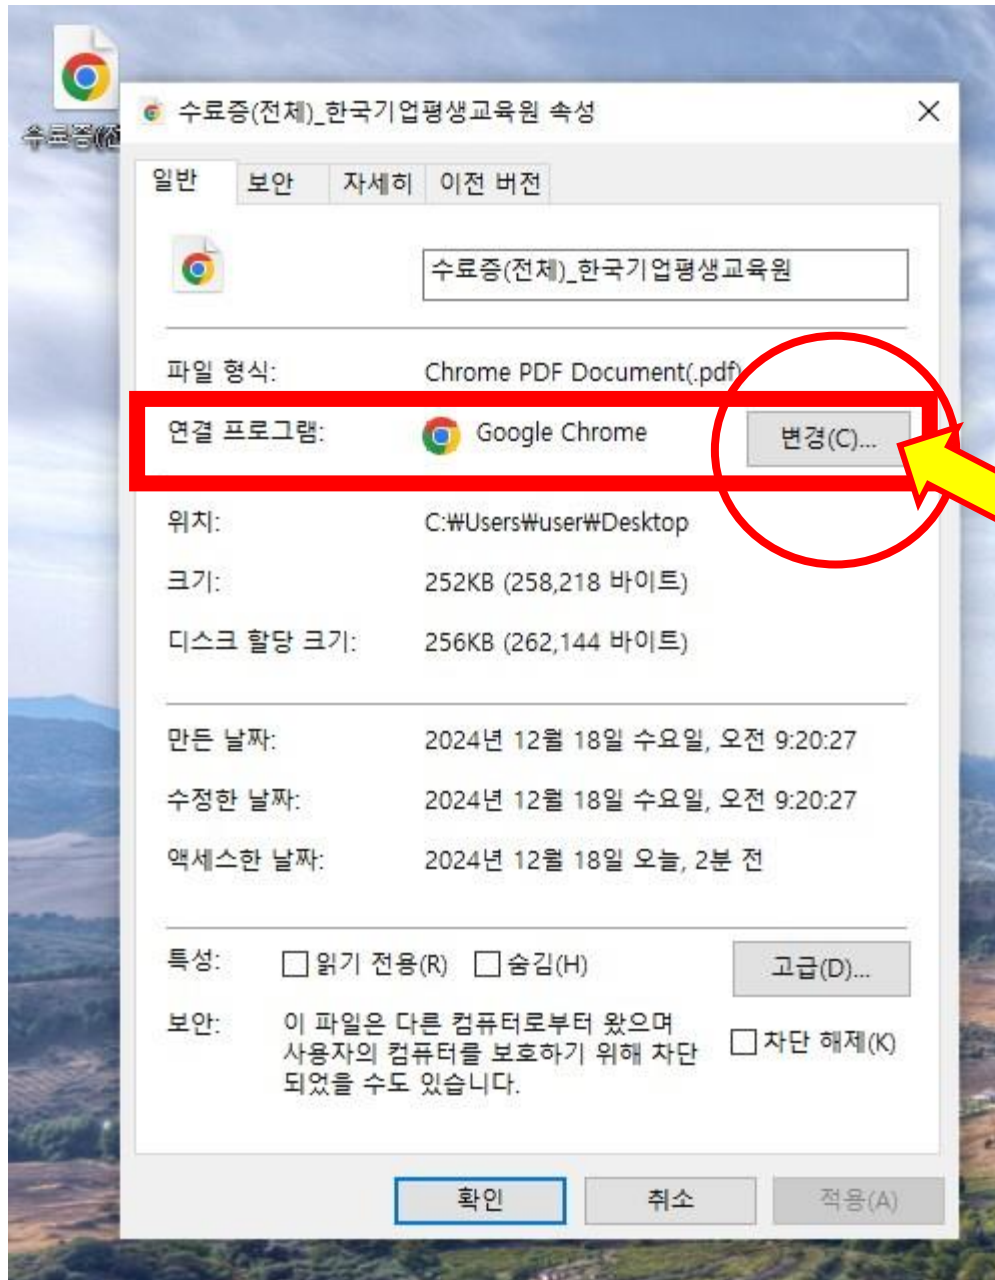 수료증(전
수료증(전체)_한국기업평생교육원 속성
일반 보안 자세히 이전 버전
수료증(전체)_한국기업평생교육원
파일 형식: Chrome PDF Document(.pdf)
연결 프로그램: Google Chrome 변경(C)...
위치: C:₩Users₩user₩Desktop
크기: 252KB (258,218 바이트)
디스크 할당 크기: 256KB (262,144 바이트)
만든 날짜: 2024년 12월 18일 수요일, 오전 9:20:27
수정한 날짜: 2024년 12월 18일 수요일, 오전 9:20:27
액세스한 날짜: 2024년 12월 18일 오늘, 2분 전
특성: 읽기 전용(R) 숨김(H) 고급(D)...
보안: 이 파일은 다른 컴퓨터로부터 왔으며
사용자의 컴퓨터를 보호하기 위해 차단
되었을 수도 있습니다.
차단 해제(K)
확인 취소 적용(A)